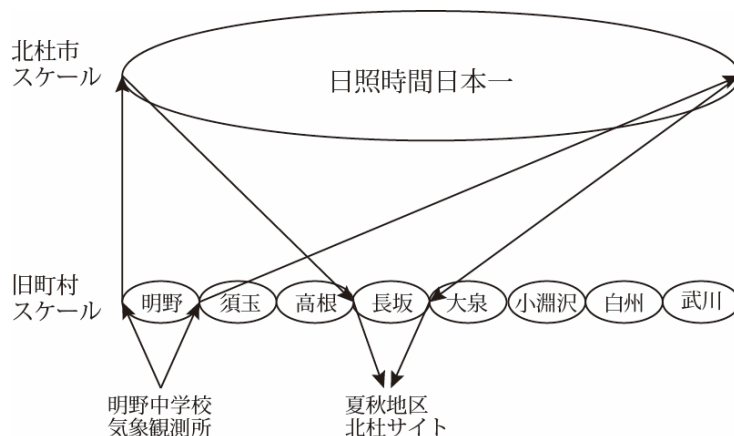 北杜市
スケール
日照時間日本一
旧町村
スケール
明野
須玉
高根
長坂
大泉
小淵沢
白州
武川
明野中学校
気象観測所
夏秋地区
北杜サイト